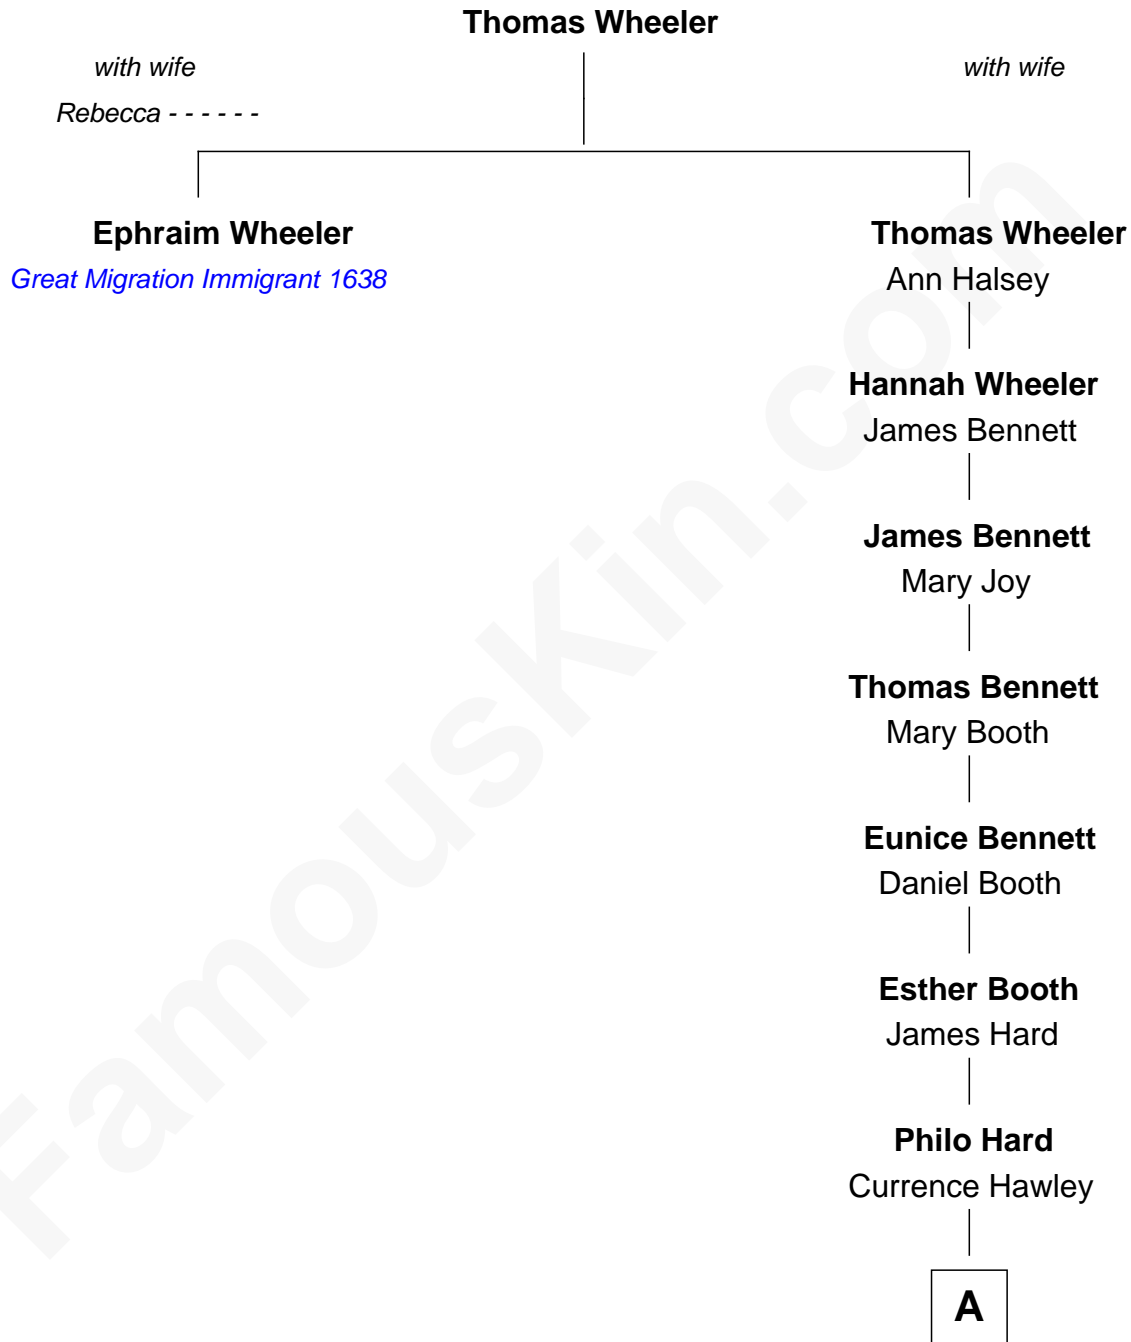 Thomas Wheeler
with wife
with wife
Rebecca - - - - - -
Ephraim Wheeler
Thomas Wheeler
Great Migration Immigrant 1638
Ann Halsey
Hannah Wheeler
James Bennett
James Bennett
Mary Joy
Thomas Bennett
Mary Booth
Eunice Bennett
Daniel Booth
Esther Booth
James Hard
Philo Hard
Currence Hawley
A
FamousKin.com